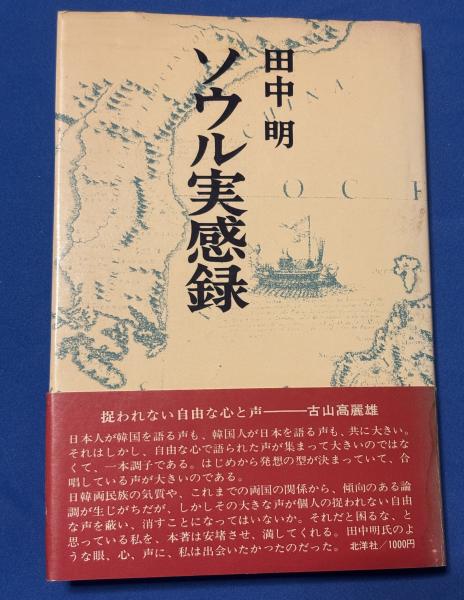 田中 明
ソウル実感録
CHINA
OCE
捉われない自由な心と声───古山高麗雄
日本人が韓国を語る声も、韓国人が日本を語る声も、共に大きい。
それはしかし、自由な心で語られた声が集まって大きいのではな
くて、一本調子である。はじめから発想の型が決まっていて、合
唱している声が大きいのである。
日韓両民族の気質や、これまでの両国の関係から、傾向のある論
調が生じがちだが、しかしその大きな声が個人の捉われない自由
な声を蔽い、消すことになってはいないか。それだと困るな、と
思っている私を、本著は安堵させ、満してくれる。田中明氏のよ
うな眼、心、声に、私は出会いたかったのだった。 北洋社/1000円